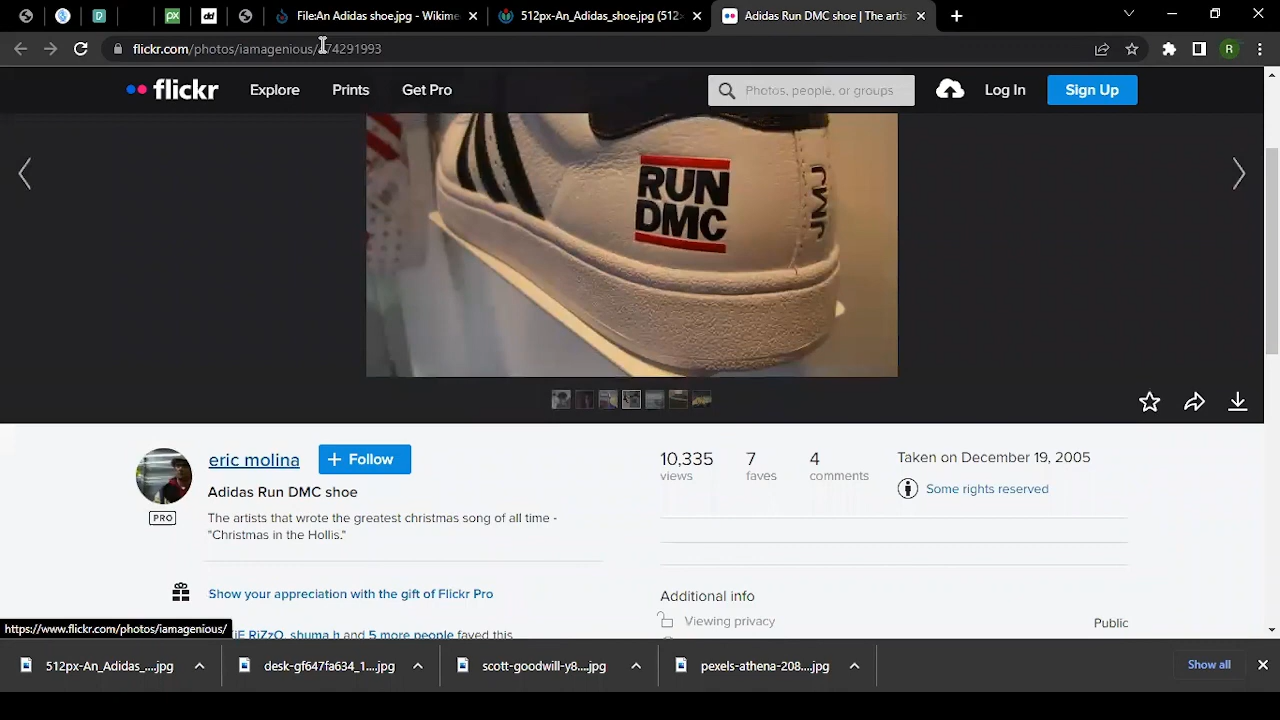 File:An Adidas shoe.jpg - Wikime
512px-An_Adidas_shoe.jpg (512×
Adidas Run DMC shoe | The artis
flickr.com/photos/iamagenious/
74291993
R
flickr
Explore
Prints
Get Pro
Photos, people, or groups
Log In
Sign Up
RUN
DMC
JMJ
eric molina
+ Follow
10,335
views
7
faves
4
comments
Taken on December 19, 2005
Some rights reserved
Adidas Run DMC shoe
PRO
The artists that wrote the greatest christmas song of all time -
"Christmas in the Hollis."
Show your appreciation with the gift of Flickr Pro
Additional info
Viewing privacy
Public
https://www.flickr.com/photos/iamagenious/
RiZzO, shuma h and 5 more people faved this
512px-An_Adidas_....jpg
desk-gf647fa634_1....jpg
scott-goodwill-y8....jpg
pexels-athena-208....jpg
Show all